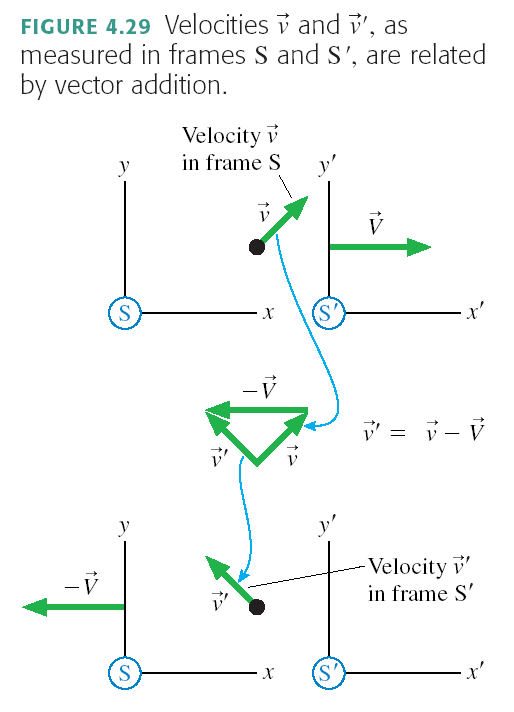 FIGURE 4.29 Velocities v⃗ and v⃗′, as
measured in frames S and S′, are related
by vector addition.
Velocity v⃗
in frame S
y
y′
v⃗
V⃗
S
x
S′
x′
−V⃗
v⃗′
v⃗
v⃗′ = v⃗ − V⃗
y
y′
−V⃗
Velocity v⃗′
in frame S′
v⃗′
S
x
S′
x′